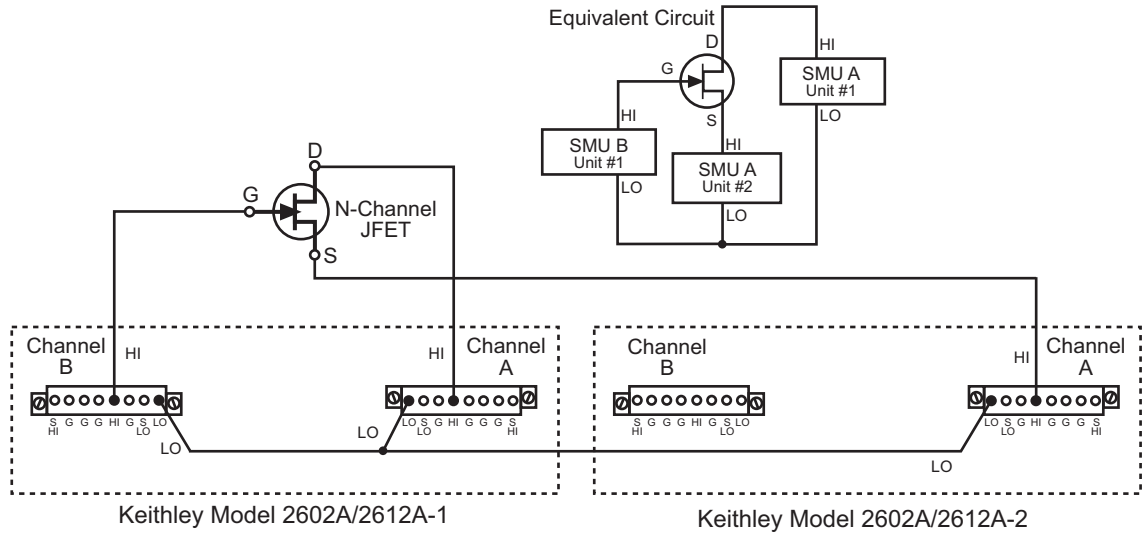 Equivalent Circuit
D
HI
G
SMU A
Unit #1
HI
S
LO
SMU B
Unit #1
HI
SMU A
Unit #2
LO
LO
D
G
N-Channel
JFET
S
Channel
B
HI
HI
Channel
A
Channel
B
HI
Channel
A
S HI G G G HI G S LO LO
LO S LO G HI G G G S HI
S HI G G G HI G S LO LO
LO S LO G HI G G G S HI
LO
LO
LO
Keithley Model 2602A/2612A-1
Keithley Model 2602A/2612A-2